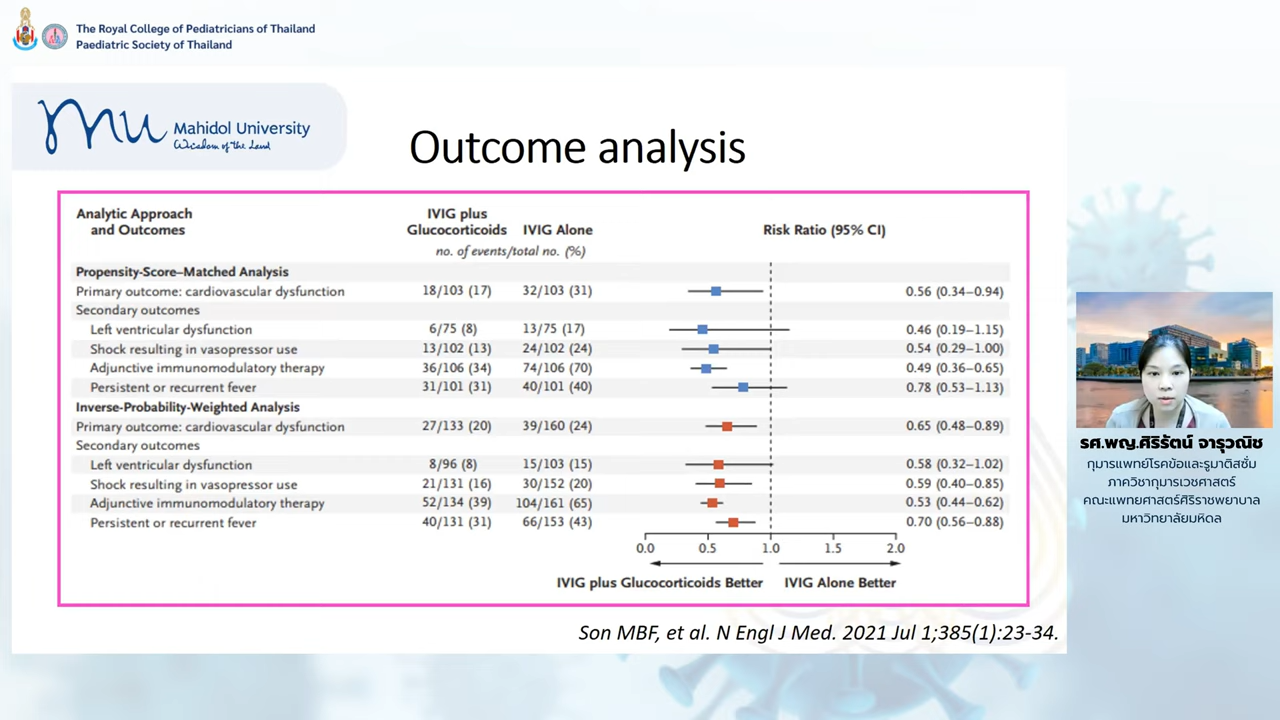 The Royal College of Pediatricians of Thailand
Paediatric Society of Thailand
mu
Mahidol University
Wisdom of the Land
Outcome analysis
Analytic Approach and Outcomes IVIG plus Glucocorticoids IVIG Alone Risk Ratio (95% CI)
no. of events/total no. (%)
Propensity-Score–Matched Analysis
Primary outcome: cardiovascular dysfunction 18/103 (17) 32/103 (31) 0.56 (0.34–0.94)
Secondary outcomes
Left ventricular dysfunction 6/75 (8) 13/75 (17) 0.46 (0.19–1.15)
Shock resulting in vasopressor use 13/102 (13) 24/102 (24) 0.54 (0.29–1.00)
Adjunctive immunomodulatory therapy 36/106 (34) 74/106 (70) 0.49 (0.36–0.65)
Persistent or recurrent fever 31/101 (31) 40/101 (40) 0.78 (0.53–1.13)
Inverse-Probability-Weighted Analysis
Primary outcome: cardiovascular dysfunction 27/133 (20) 39/160 (24) 0.65 (0.48–0.89)
Secondary outcomes
Left ventricular dysfunction 8/96 (8) 15/103 (15) 0.58 (0.32–1.02)
Shock resulting in vasopressor use 21/131 (16) 30/152 (20) 0.59 (0.40–0.85)
Adjunctive immunomodulatory therapy 52/134 (39) 104/161 (65) 0.53 (0.44–0.62)
Persistent or recurrent fever 40/131 (31) 66/153 (43) 0.70 (0.56–0.88)
0.0 0.5 1.0 1.5 2.0
IVIG plus Glucocorticoids Better IVIG Alone Better
Son MBF, et al. N Engl J Med. 2021 Jul 1;385(1):23-34.
รศ.พญ.ศิริรัตน์ จารุวณิช
กุมารแพทย์โรคข้อและรูมาติสซั่ม
ภาควิชากุมารเวชศาสตร์
คณะแพทยศาสตร์ศิริราชพยาบาล
มหาวิทยาลัยมหิดล